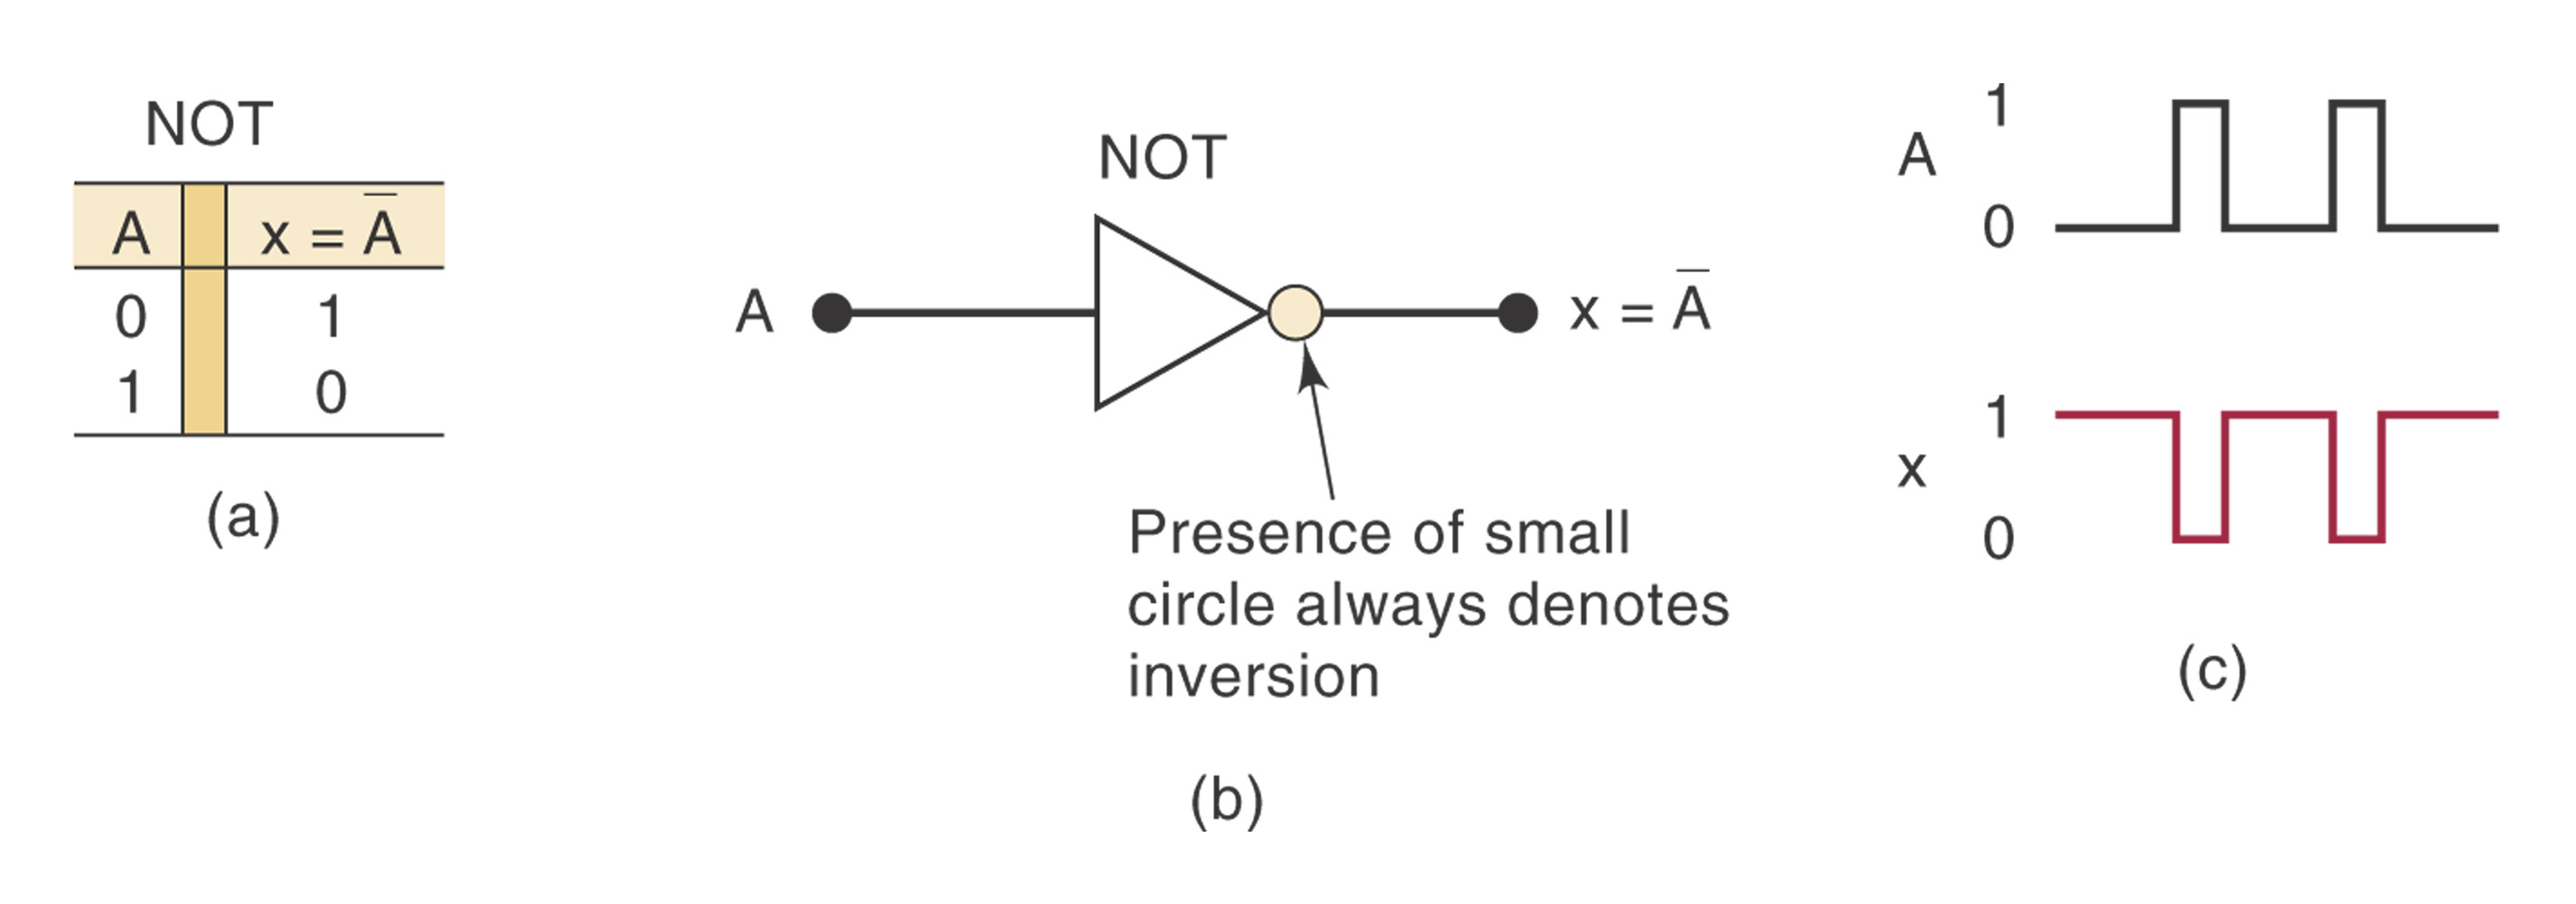 NOT
A x = A̅
0 1
1 0
(a)
NOT
A x = A̅
Presence of small
circle always denotes
inversion
(b)
1
A
0
1
x
0
(c)